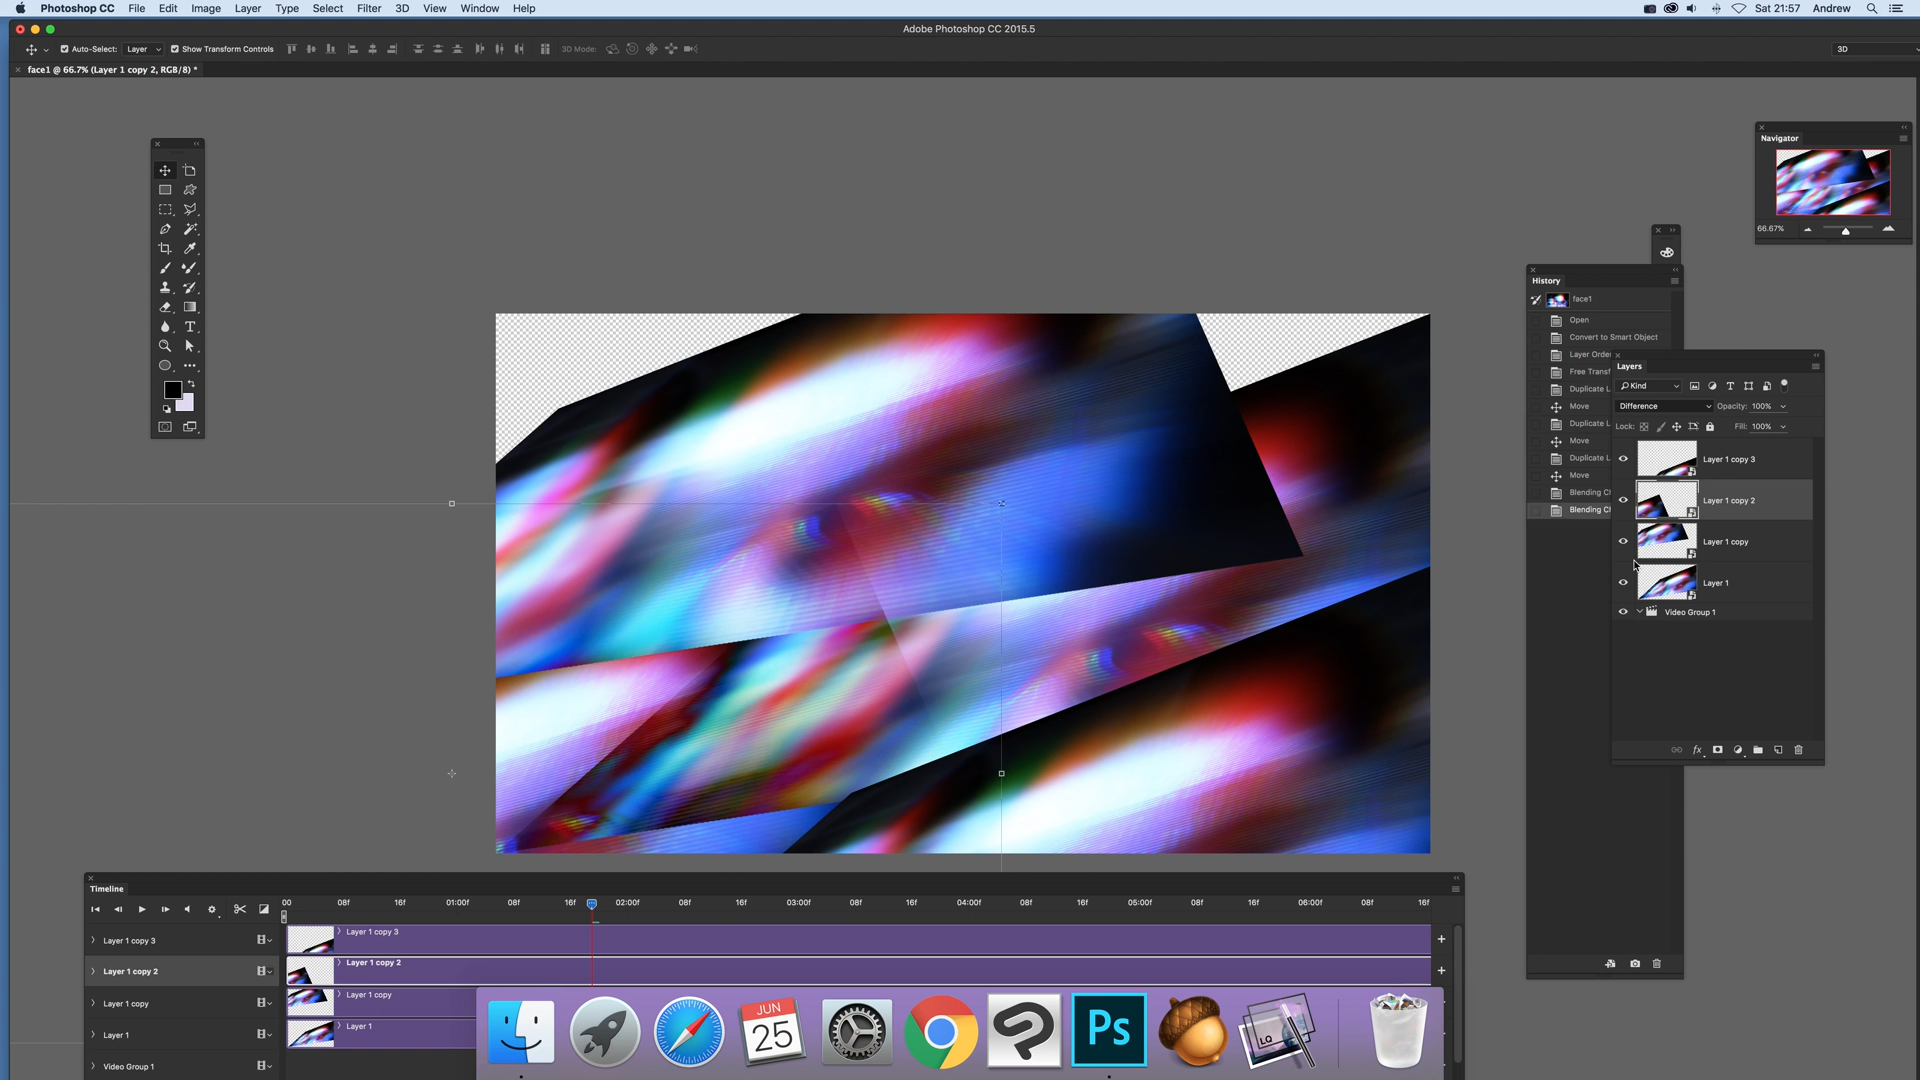 Photoshop CC File Edit Image Layer Type Select Filter 3D View Window Help Sat 21:57 Andrew
Adobe Photoshop CC 2015.5
Auto-Select: Layer Show Transform Controls 3D Mode: 3D
face1 @ 66.7% (Layer 1 copy 2, RGB/8) *
Navigator
66.67%
History
face1
Open
Convert to Smart Object
Layer Orde
Free Transf
Duplicate L
Move
Duplicate L
Move
Duplicate L
Move
Blending Ch
Blending Ch
Layers
Kind
Difference Opacity: 100%
Lock: Fill: 100%
Layer 1 copy 3
Layer 1 copy 2
Layer 1 copy
Layer 1
Video Group 1
Timeline
00 08f 16f 01:00f 08f 16f 02:00f 08f 16f 03:00f 08f 16f 04:00f 08f 16f 05:00f 08f 16f 06:00f 08f 16f
Layer 1 copy 3 Layer 1 copy 3
Layer 1 copy 2 Layer 1 copy 2
Layer 1 copy Layer 1 copy
Layer 1 Layer 1
Video Group 1
JUN
25
Ps
LQ